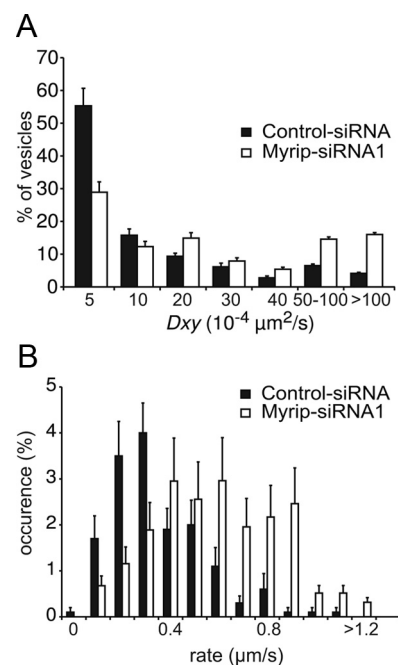 A
70
60
50
40
30
20
10
0
% of vesicles
Control-siRNA
Myrip-siRNA1
5 10 20 30 40 50-100 >100
Dxy (10⁻⁴ µm²/s)
B
5
4
3
2
1
0
occurence (%)
Control-siRNA
Myrip-siRNA1
0 0.4 0.8 >1.2
rate (µm/s)